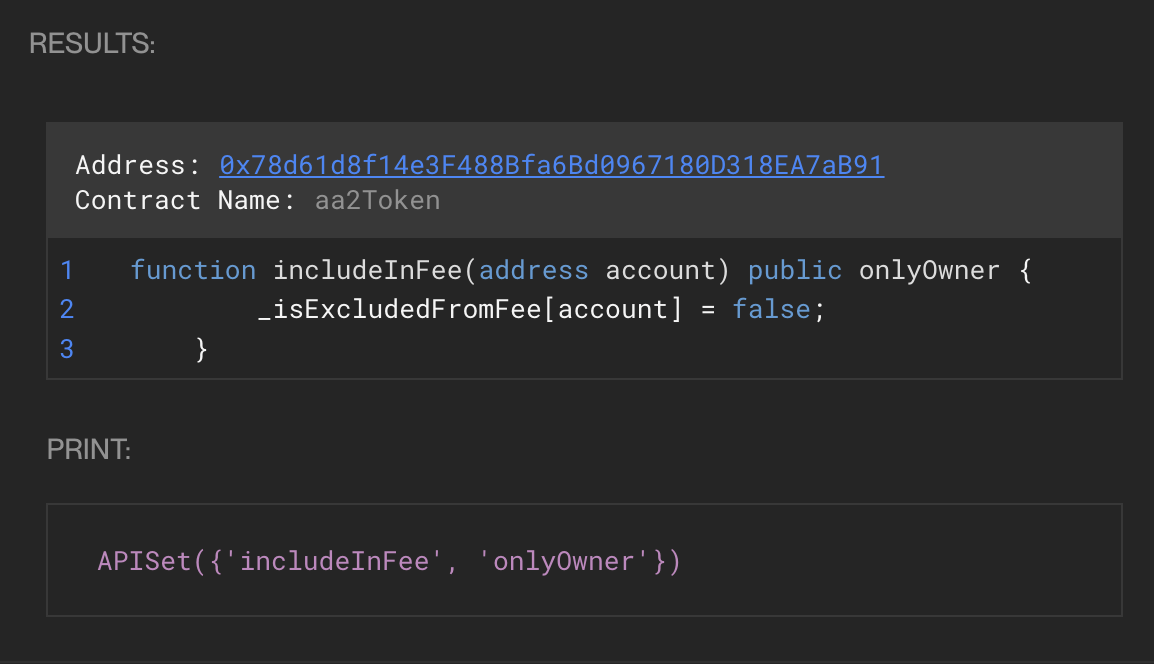 RESULTS:
Address: 0x78d61d8f14e3F488Bfa6Bd0967180D318EA7aB91
Contract Name: aa2Token
1 function includeInFee(address account) public onlyOwner {
2 _isExcludedFromFee[account] = false;
3 }
PRINT:
APISet({'includeInFee', 'onlyOwner'})